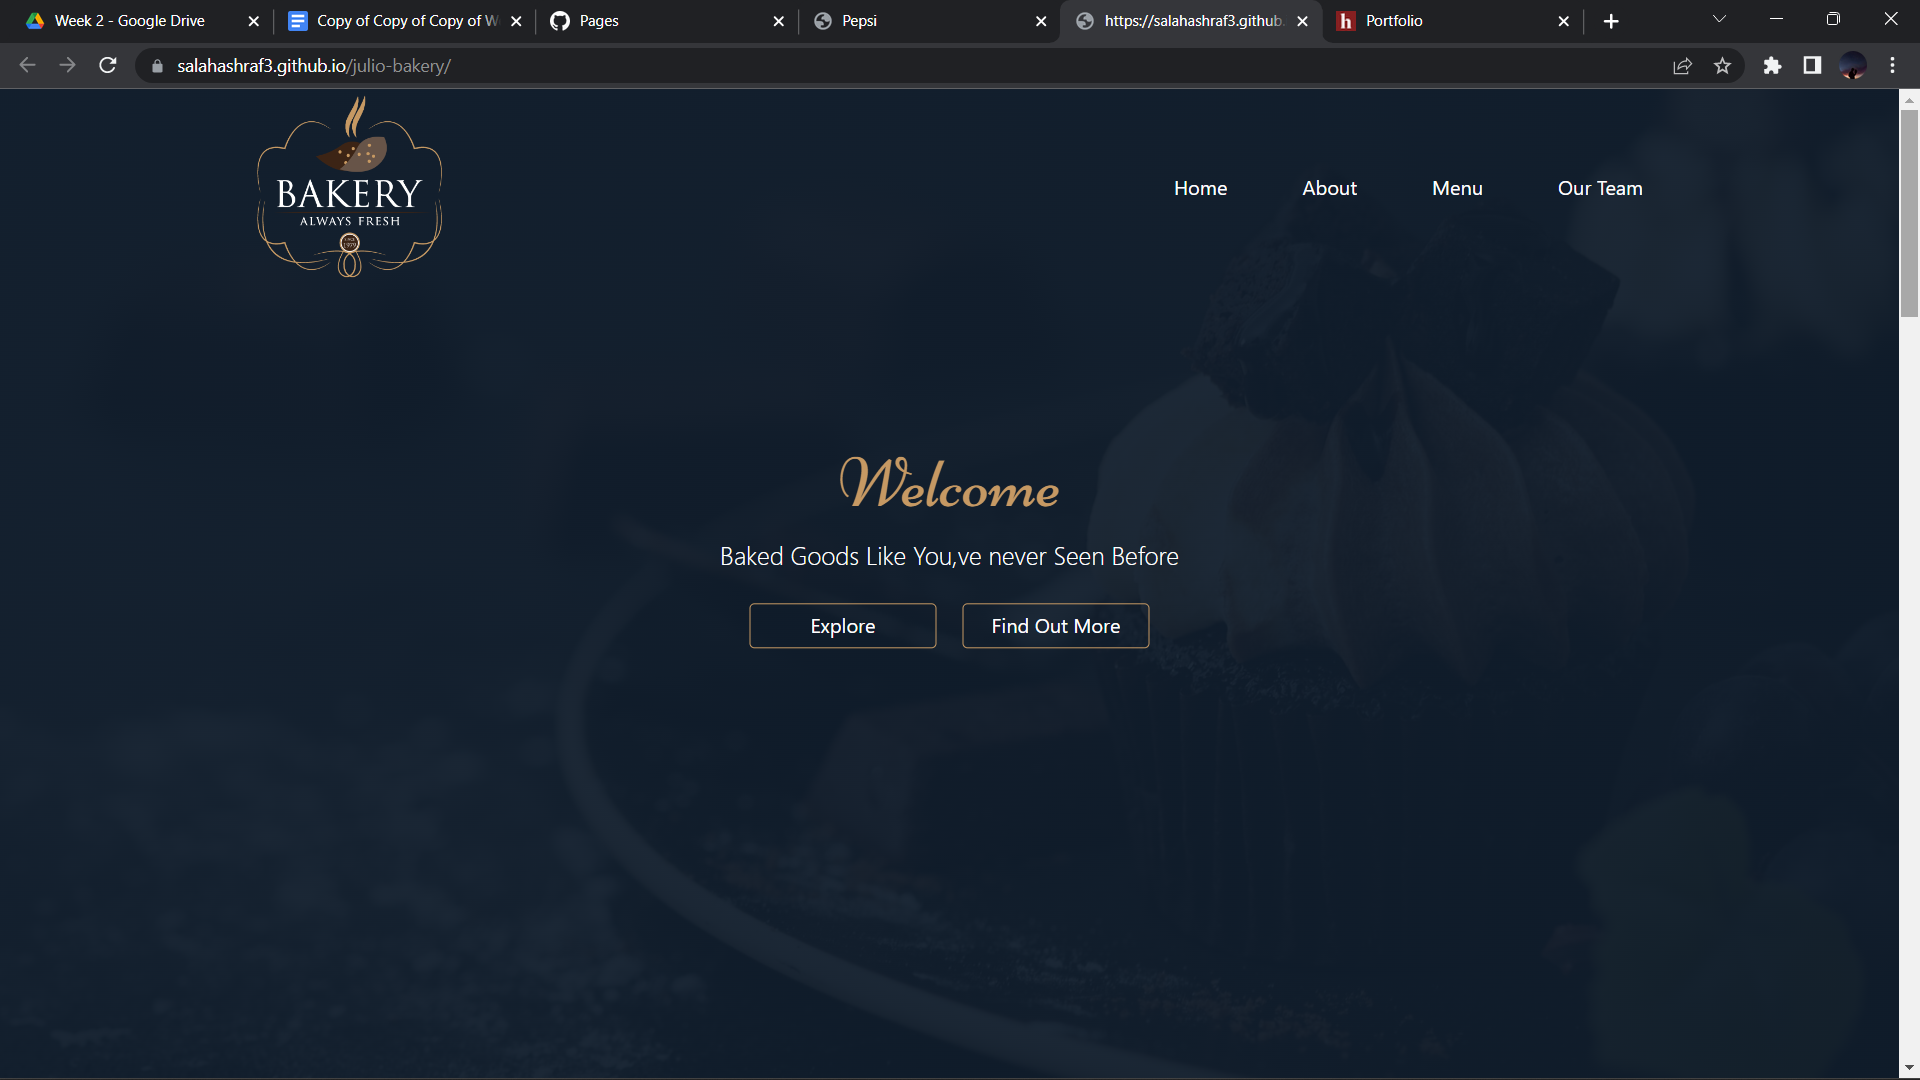 Week 2 - Google Drive
Copy of Copy of Copy of W
Pages
Pepsi
https://salahashraf3.github.
Portfolio
salahashraf3.github.io/julio-bakery/
BAKERY
ALWAYS FRESH
Home
About
Menu
Our Team
Welcome
Baked Goods Like You,ve never Seen Before
Explore
Find Out More